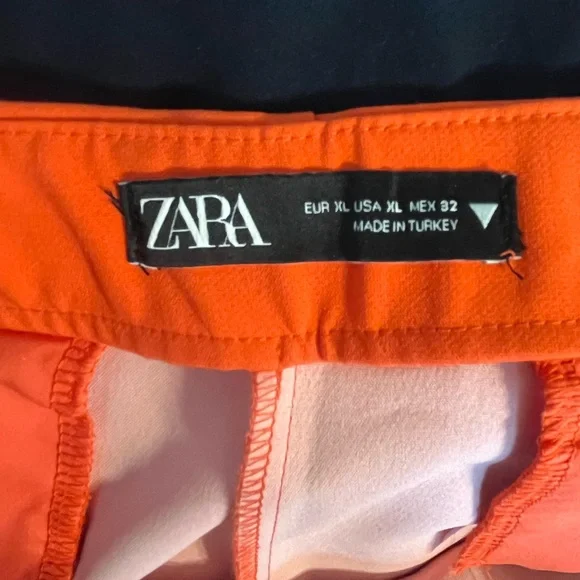 ZARA
EUR XL USA XL MEX 32
MADE IN TURKEY